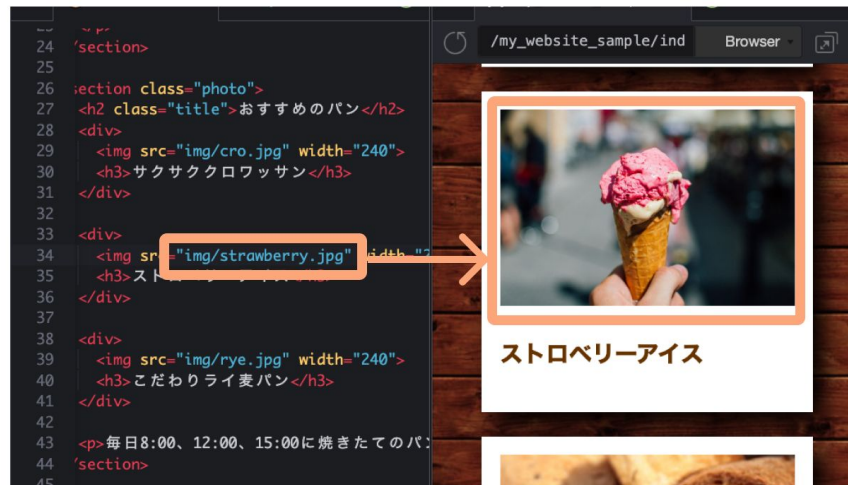 24 /section>
25
26 section class="photo">
27 <h2 class="title">おすすめのパン</h2>
28 <div>
29 <img src="img/cro.jpg" width="240">
30 <h3>サクサククロワッサン</h3>
31 </div>
32
33 <div>
34 <img src="img/strawberry.jpg" width="2
35 <h3>スト
36 </div>
37
38 <div>
39 <img src="img/rye.jpg" width="240">
40 <h3>こだわりライ麦パン</h3>
41 </div>
42
43 <p>毎日8:00、12:00、15:00に焼きたてのパン
44 /section>
45
/my_website_sample/ind Browser
ストロベリーアイス